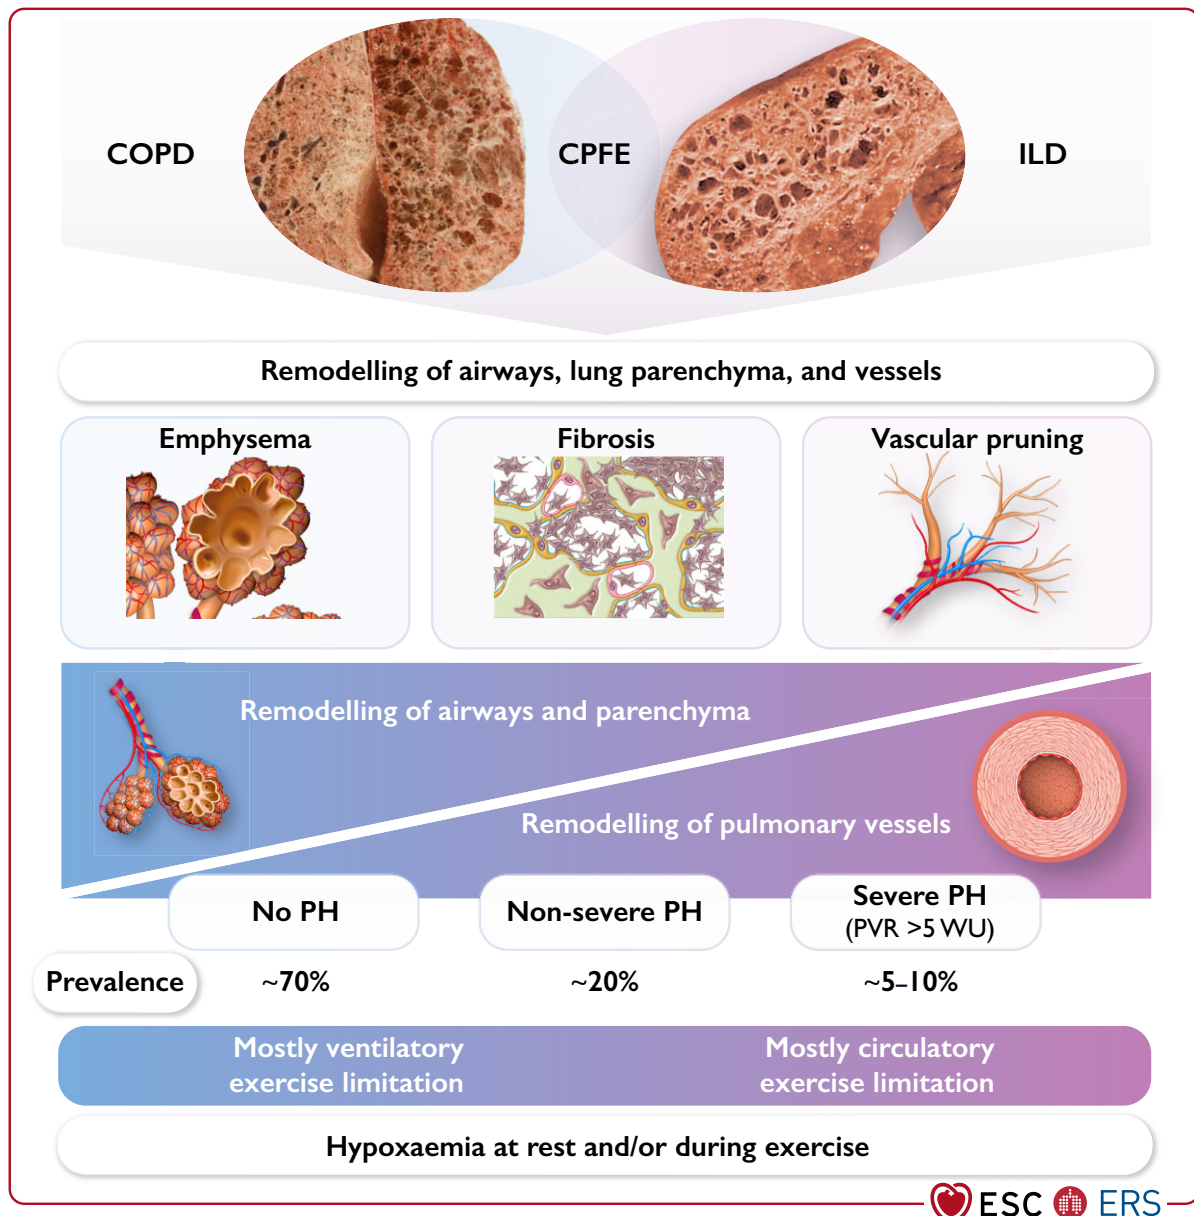 COPD
CPFE
ILD
Remodelling of airways, lung parenchyma, and vessels
Emphysema
Fibrosis
Vascular pruning
Remodelling of airways and parenchyma
Remodelling of pulmonary vessels
No PH
Non-severe PH
Severe PH
(PVR >5 WU)
Prevalence
~70%
~20%
~5–10%
Mostly ventilatory
exercise limitation
Mostly circulatory
exercise limitation
Hypoxaemia at rest and/or during exercise
ESC
ERS